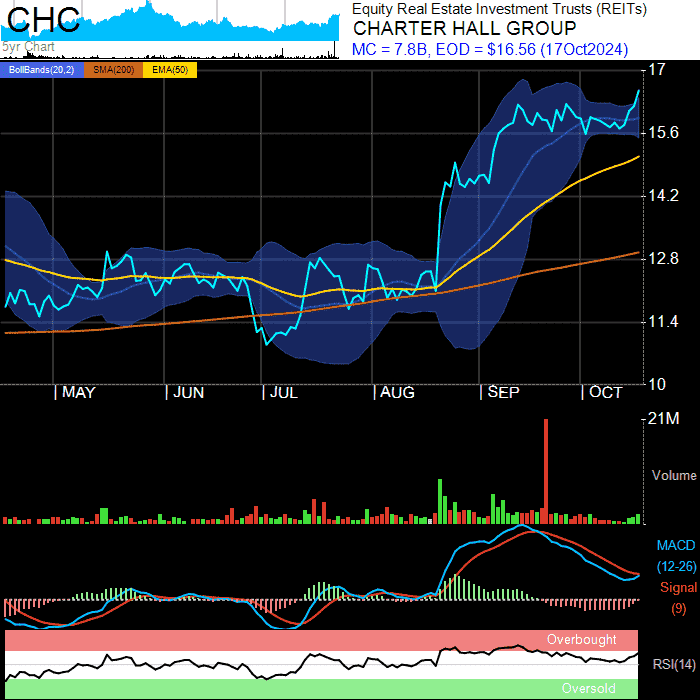 CHC
5yr Chart
Equity Real Estate Investment Trusts (REITs)
CHARTER HALL GROUP
MC = 7.8B, EOD = $16.56 (17Oct2024)
BollBands(20,2) SMA(200) EMA(50)
17
15.6
14.2
12.8
11.4
10
MAY JUN JUL AUG SEP OCT
21M
Volume
MACD
(12-26)
Signal
(9)
Overbought
RSI(14)
Oversold